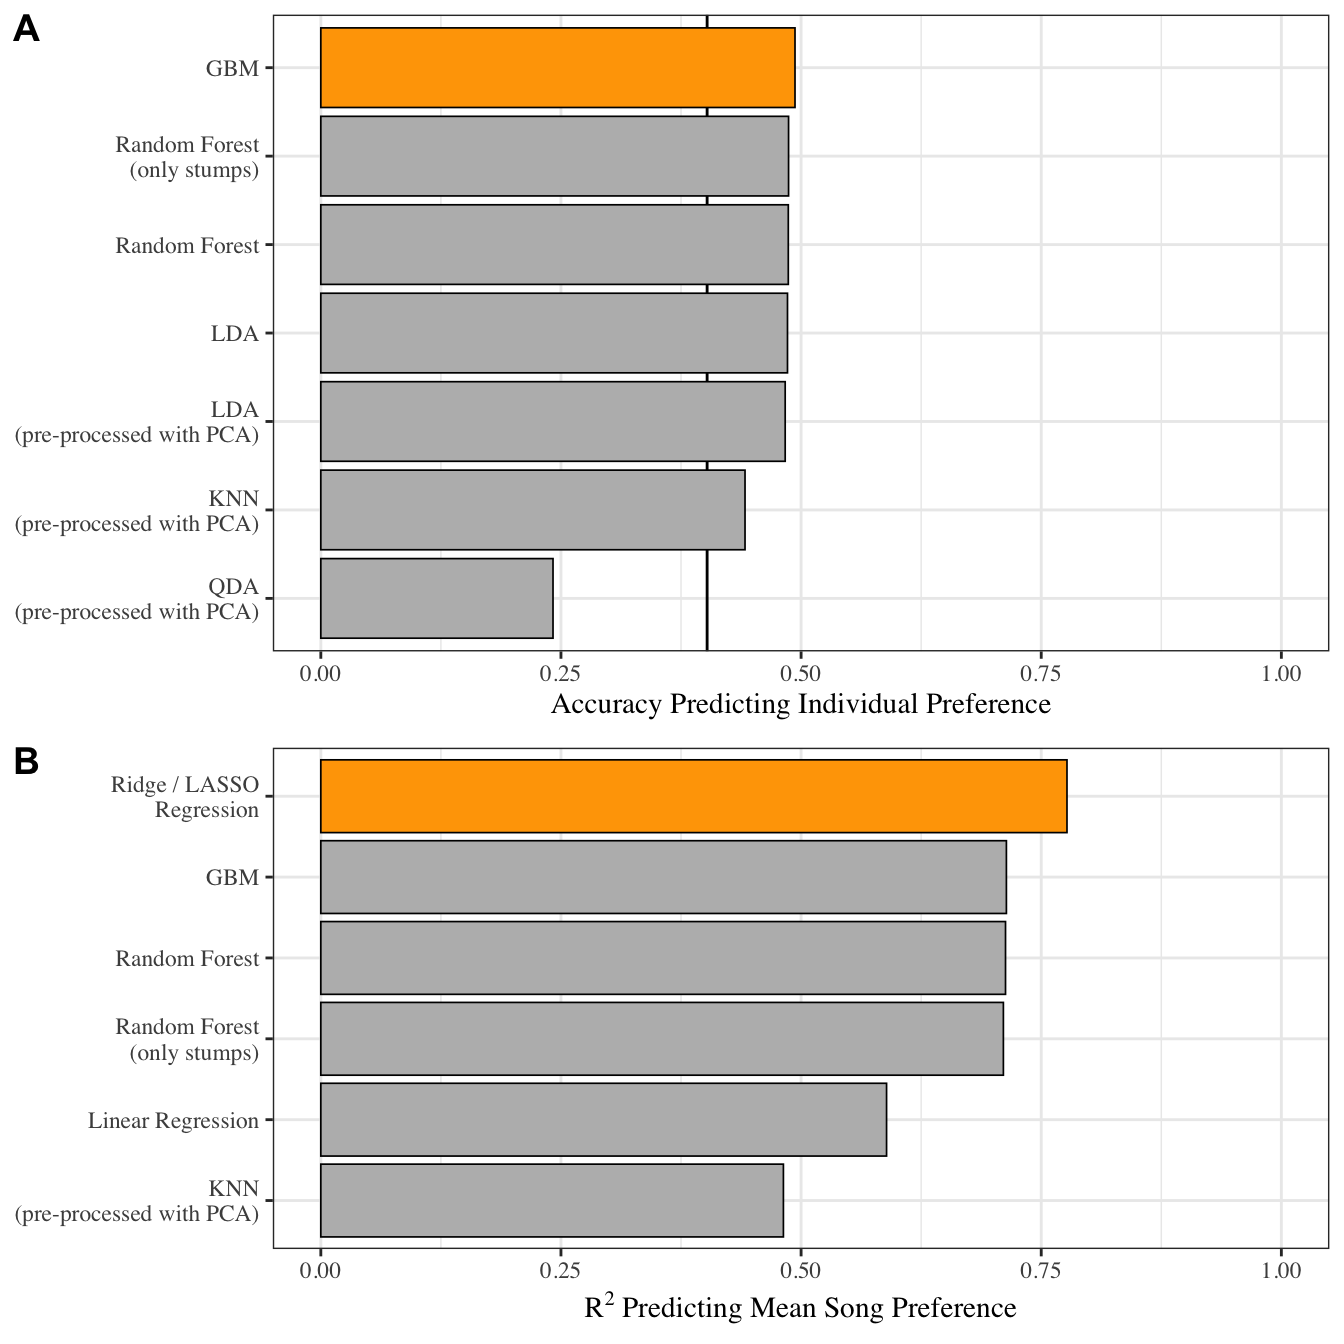 A
GBM
Random Forest
(only stumps)
Random Forest
LDA
LDA
(pre-processed with PCA)
KNN
(pre-processed with PCA)
QDA
(pre-processed with PCA)
0.00 0.25 0.50 0.75 1.00
Accuracy Predicting Individual Preference
B
Ridge / LASSO
Regression
GBM
Random Forest
Random Forest
(only stumps)
Linear Regression
KNN
(pre-processed with PCA)
0.00 0.25 0.50 0.75 1.00
R² Predicting Mean Song Preference